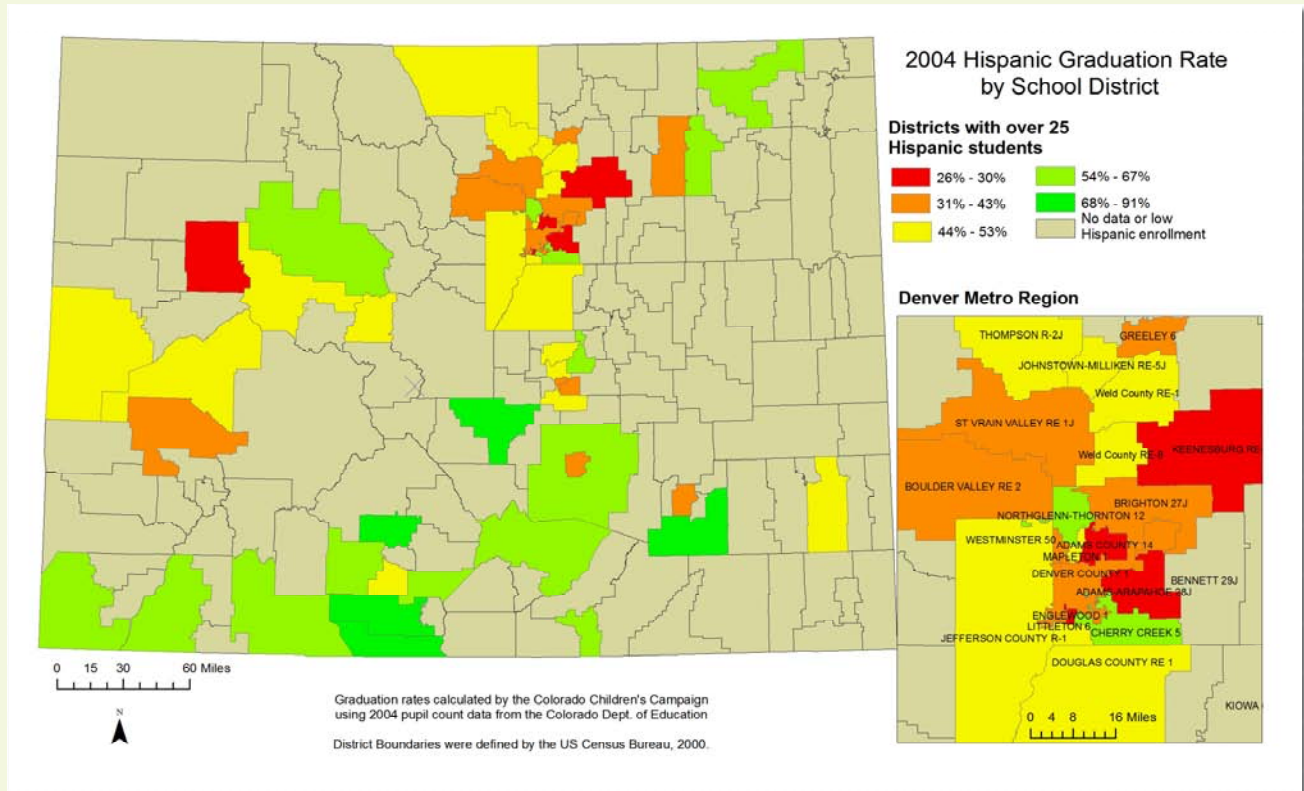 2004 Hispanic Graduation Rate
by School District
Districts with over 25
Hispanic students
26% - 30%
31% - 43%
44% - 53%
54% - 67%
68% - 91%
No data or low
Hispanic enrollment
Denver Metro Region
THOMPSON R-2J
GREELEY 6
JOHNSTOWN-MILLIKEN RE-5J
Weld County RE-1
ST VRAIN VALLEY RE 1J
Weld County RE-8
KEENESBURG RE-
BOULDER VALLEY RE 2
BRIGHTON 27J
NORTHGLENN-THORNTON 12
WESTMINSTER 50
ADAMS COUNTY 14
MAPLETON 1
DENVER COUNTY 1
BENNETT 29J
ADAMS-ARAPAHOE 28J
ENGLEWOOD 1
LITTLETON 6
CHERRY CREEK 5
JEFFERSON COUNTY R-1
DOUGLAS COUNTY RE 1
KIOWA
0 4 8 16 Miles
0 15 30 60 Miles
N
Graduation rates calculated by the Colorado Children's Campaign
using 2004 pupil count data from the Colorado Dept. of Education
District Boundaries were defined by the US Census Bureau, 2000.